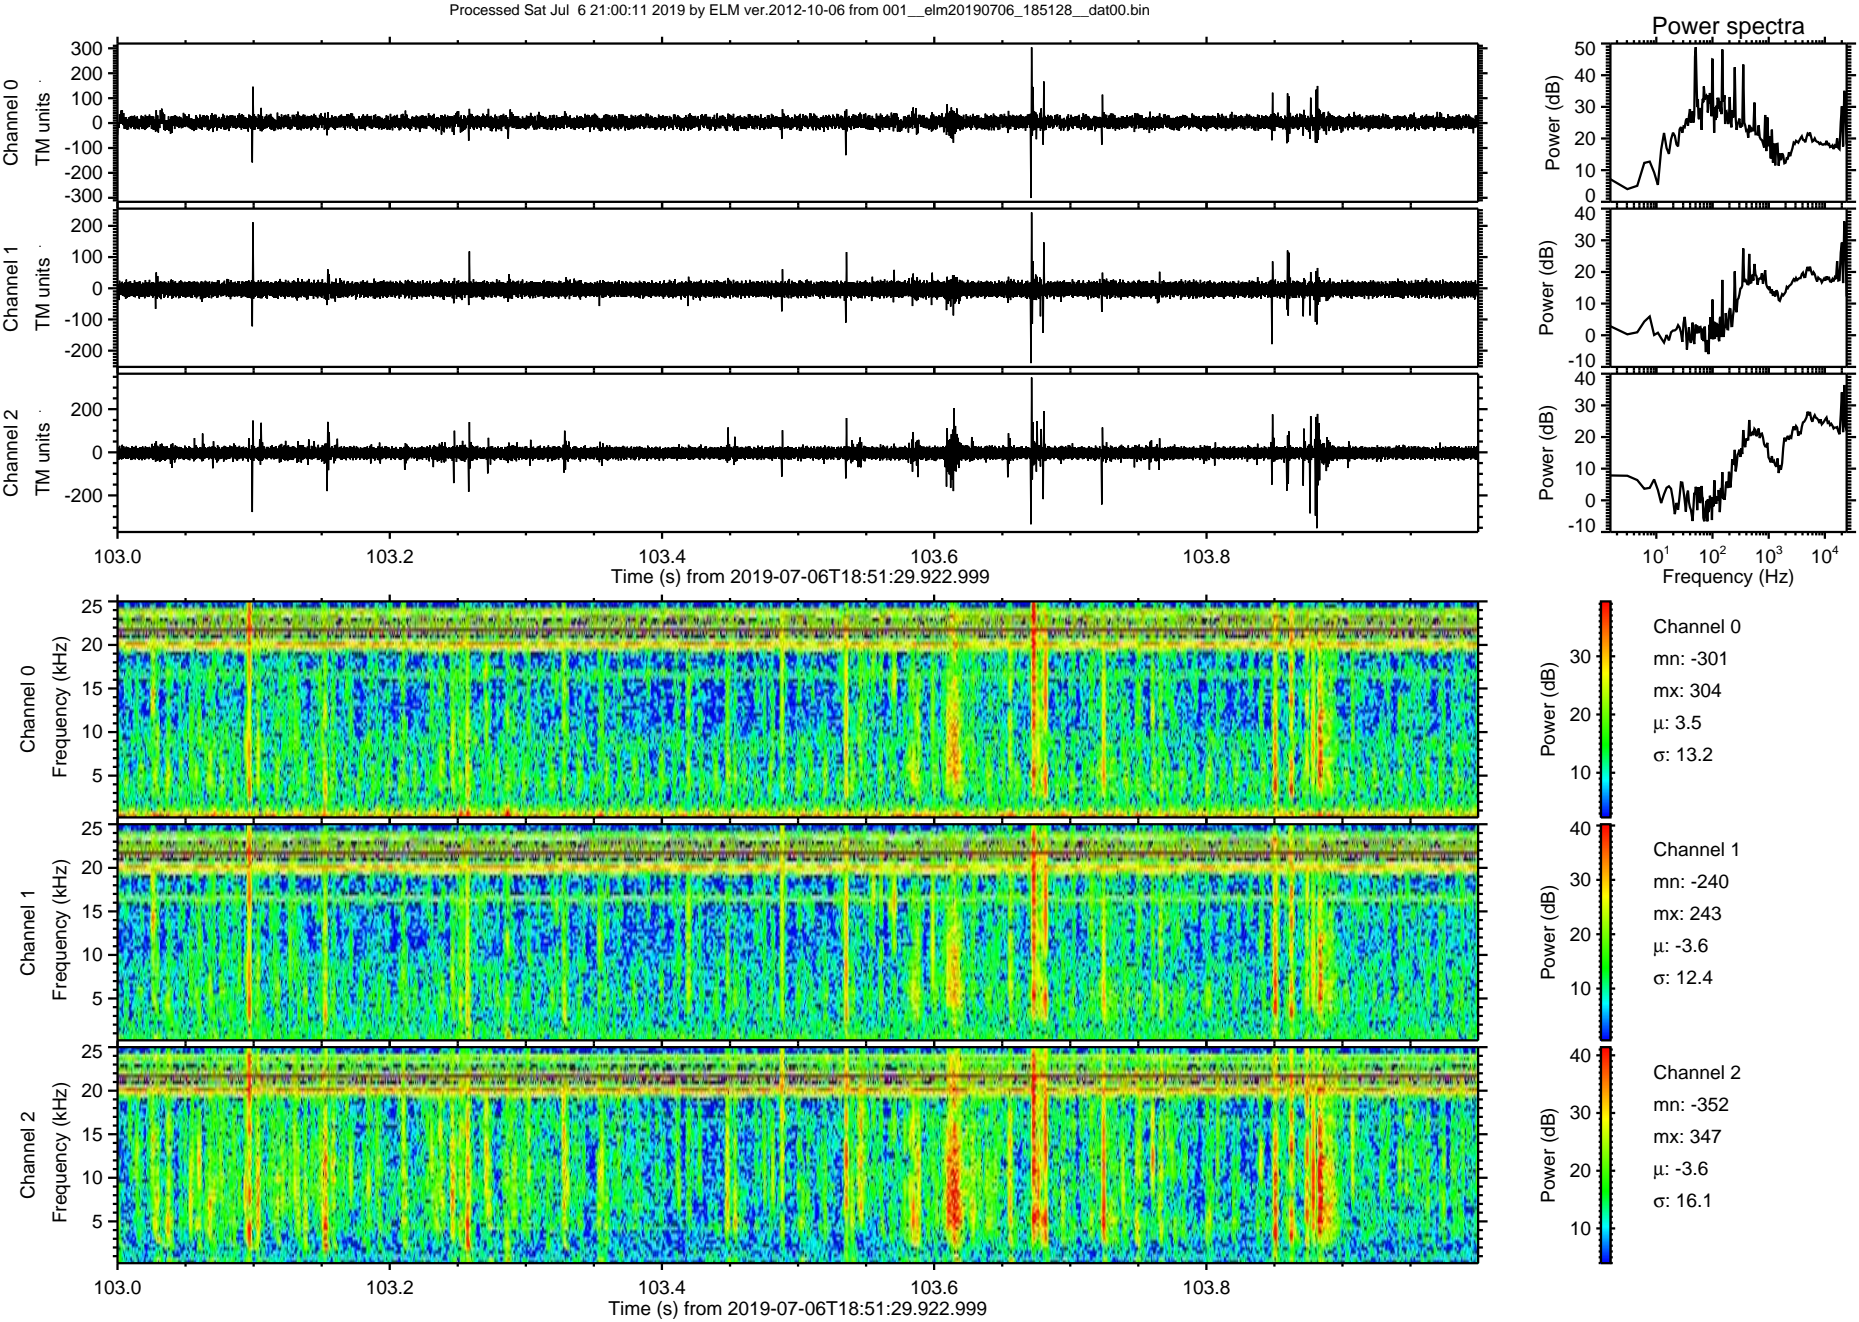 Processed Sat Jul  6 21:00:11 2019 by ELM ver.2012-10-06 from 001__elm20190706_185128__dat00.bin
Power spectra
Channel 0
TM units
300
200
100
0
-100
-200
-300
Power (dB)
50
40
30
20
10
0
Channel 1
TM units
200
100
0
-100
-200
Power (dB)
40
30
20
10
0
-10
Channel 2
TM units
200
0
-200
Power (dB)
40
30
20
10
0
-10
103.0 103.2 103.4 103.6 103.8
Time (s) from 2019-07-06T18:51:29.922.999
10^1 10^2 10^3 10^4
Frequency (Hz)
Channel 0
Frequency (kHz)
25
20
15
10
5
Power (dB)
30
20
10
Channel 0
mn: -301
mx: 304
μ: 3.5
σ: 13.2
Channel 1
Frequency (kHz)
25
20
15
10
5
Power (dB)
40
30
20
10
Channel 1
mn: -240
mx: 243
μ: -3.6
σ: 12.4
Channel 2
Frequency (kHz)
25
20
15
10
5
Power (dB)
40
30
20
10
Channel 2
mn: -352
mx: 347
μ: -3.6
σ: 16.1
103.0 103.2 103.4 103.6 103.8
Time (s) from 2019-07-06T18:51:29.922.999